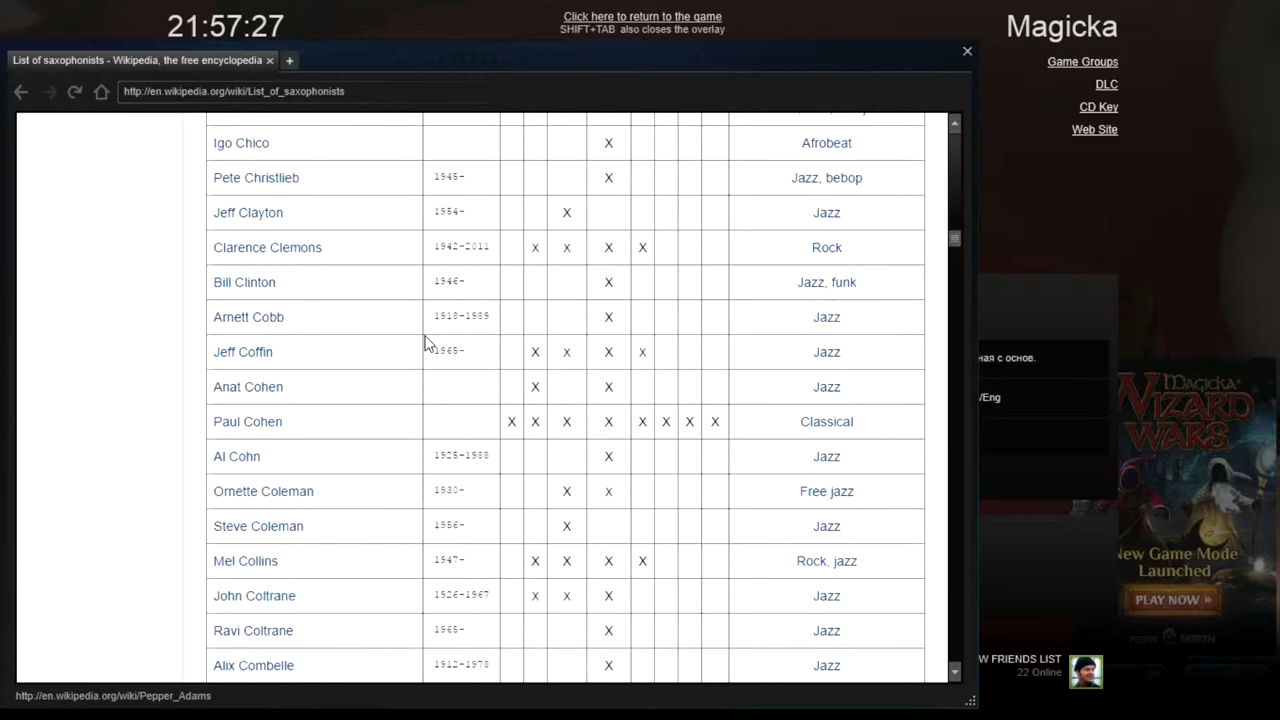 21:57:27
Click here to return to the game
SHIFT+TAB also closes the overlay
Magicka
Game Groups
DLC
CD Key
Web Site
List of saxophonists - Wikipedia, the free encyclopedia × +
http://en.wikipedia.org/wiki/List_of_saxophonists
Igo Chico X Afrobeat
Pete Christlieb 1945- X Jazz, bebop
Jeff Clayton 1954- X Jazz
Clarence Clemons 1942-2011 x x X X Rock
Bill Clinton 1946- X Jazz, funk
Arnett Cobb 1918-1989 X Jazz
Jeff Coffin 1965- X x X x Jazz
Anat Cohen X X Jazz
Paul Cohen X X X X X X X X Classical
Al Cohn 1925-1988 X Jazz
Ornette Coleman 1930- X x Free jazz
Steve Coleman 1956- X Jazz
Mel Collins 1947- X X X X Rock, jazz
John Coltrane 1926-1967 x x X Jazz
Ravi Coltrane 1965- X Jazz
Alix Combelle 1912-1978 X Jazz
http://en.wikipedia.org/wiki/Pepper_Adams
ная с основ.
/Eng
MAGICKA
WIZARD
WARS
New Game Mode
Launched
PLAY NOW »
W FRIENDS LIST
22 Online